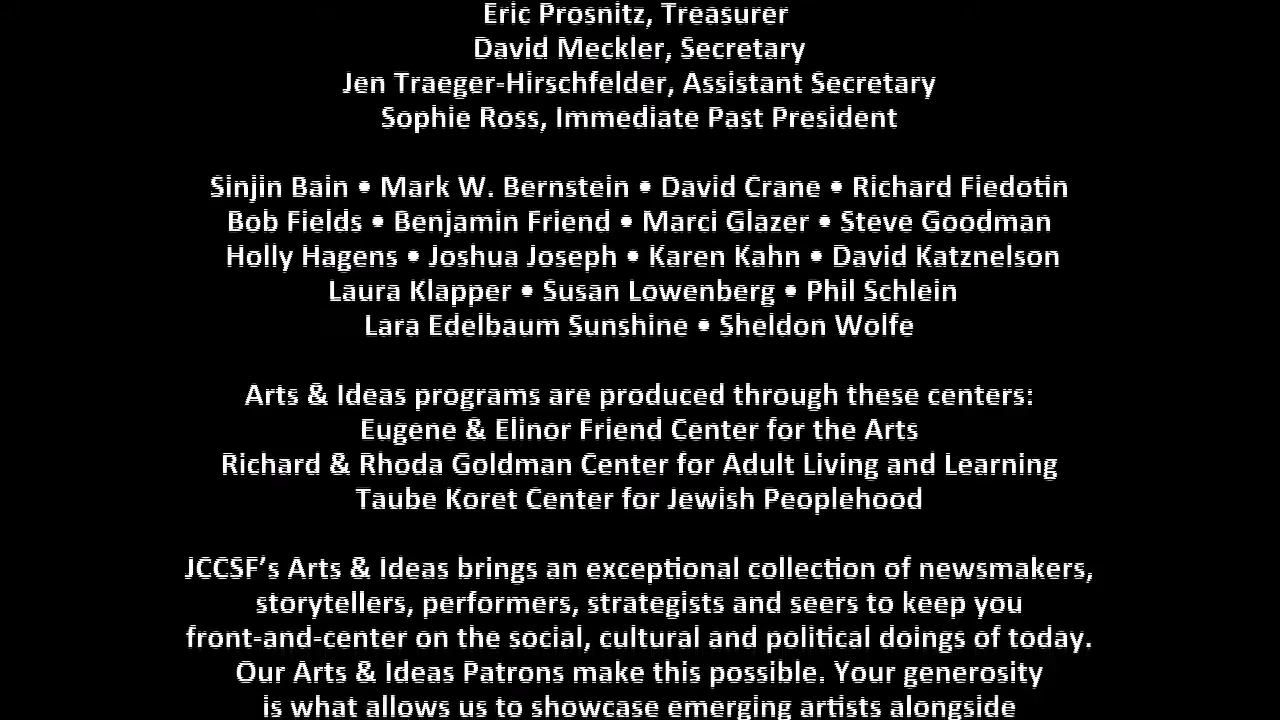 Eric Prosnitz, Treasurer
David Meckler, Secretary
Jen Traeger-Hirschfelder, Assistant Secretary
Sophie Ross, Immediate Past President
Sinjin Bain • Mark W. Bernstein • David Crane • Richard Fiedotin
Bob Fields • Benjamin Friend • Marci Glazer • Steve Goodman
Holly Hagens • Joshua Joseph • Karen Kahn • David Katznelson
Laura Klapper • Susan Lowenberg • Phil Schlein
Lara Edelbaum Sunshine • Sheldon Wolfe
Arts & Ideas programs are produced through these centers:
Eugene & Elinor Friend Center for the Arts
Richard & Rhoda Goldman Center for Adult Living and Learning
Taube Koret Center for Jewish Peoplehood
JCCSF’s Arts & Ideas brings an exceptional collection of newsmakers,
storytellers, performers, strategists and seers to keep you
front-and-center on the social, cultural and political doings of today.
Our Arts & Ideas Patrons make this possible. Your generosity
is what allows us to showcase emerging artists alongside